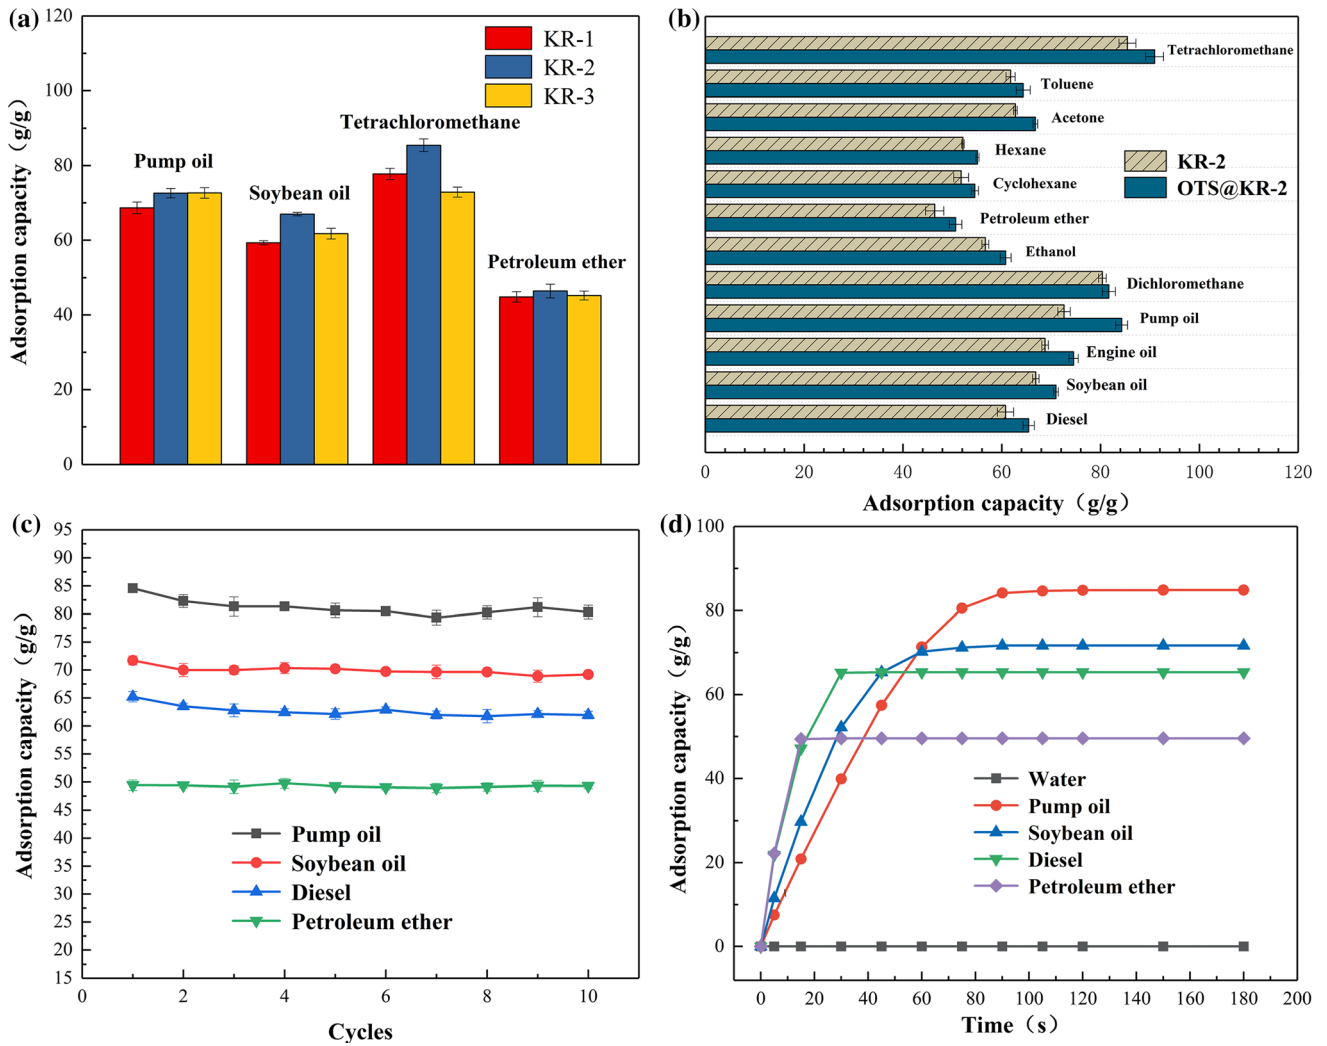 (a)
120
100
80
60
40
20
0
Adsorption capacity（g/g）
KR-1
KR-2
KR-3
Pump oil
Soybean oil
Tetrachloromethane
Petroleum ether
(b)
Tetrachloromethane
Toluene
Acetone
Hexane
Cyclohexane
Petroleum ether
Ethanol
Dichloromethane
Pump oil
Engine oil
Soybean oil
Diesel
KR-2
OTS@KR-2
0 20 40 60 80 100 120
Adsorption capacity（g/g）
(c)
95
90
85
80
75
70
65
60
55
50
45
40
35
30
25
20
15
Adsorption capacity（g/g）
Pump oil
Soybean oil
Diesel
Petroleum ether
0 2 4 6 8 10
Cycles
(d)
100
80
60
40
20
0
Adsorption capacity（g/g）
Water
Pump oil
Soybean oil
Diesel
Petroleum ether
0 20 40 60 80 100 120 140 160 180 200
Time（s）